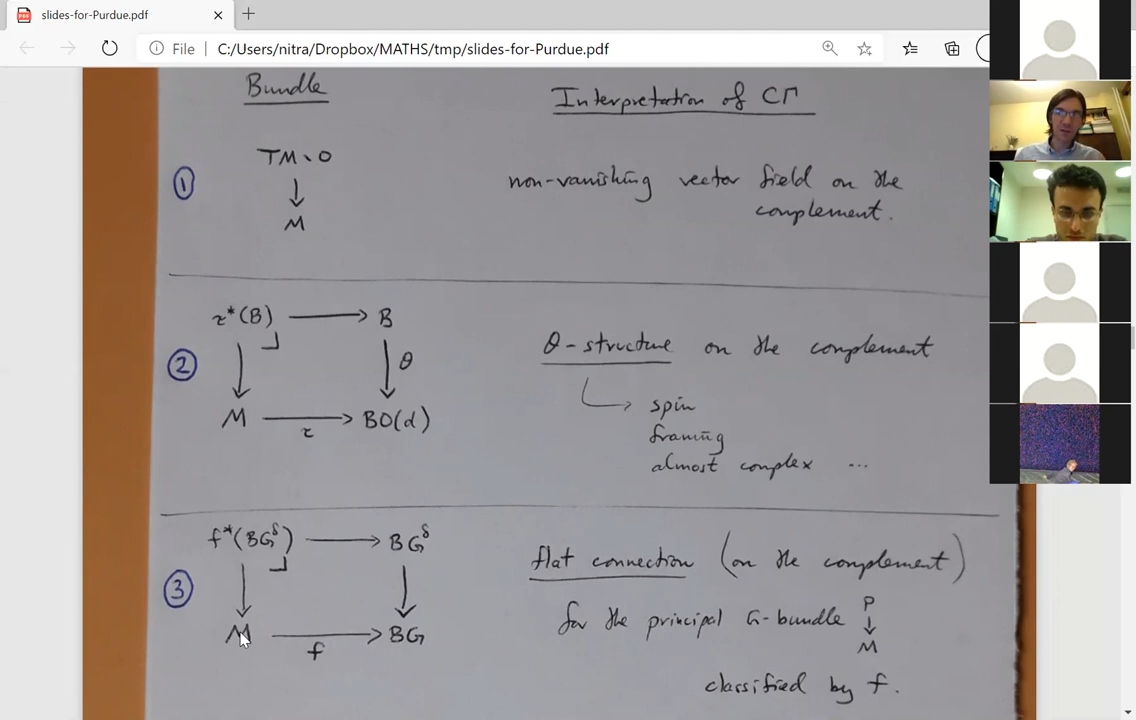 slides-for-Purdue.pdf
File
C:/Users/nitra/Dropbox/MATHS/tmp/slides-for-Purdue.pdf
Bundle
Interpretation of CΓ
①
TM∖0
↓
M
non-vanishing vector field on the
complement.
②
τ*(B) → B
↓ ↓ θ
M → BO(d)
τ
θ-structure on the complement
↳ spin
framing
almost complex ...
③
f*(BG^δ) → BG^δ
↓ ↓
M → BG
f
flat connection (on the complement)
for the principal G-bundle P
↓
M
classified by f.